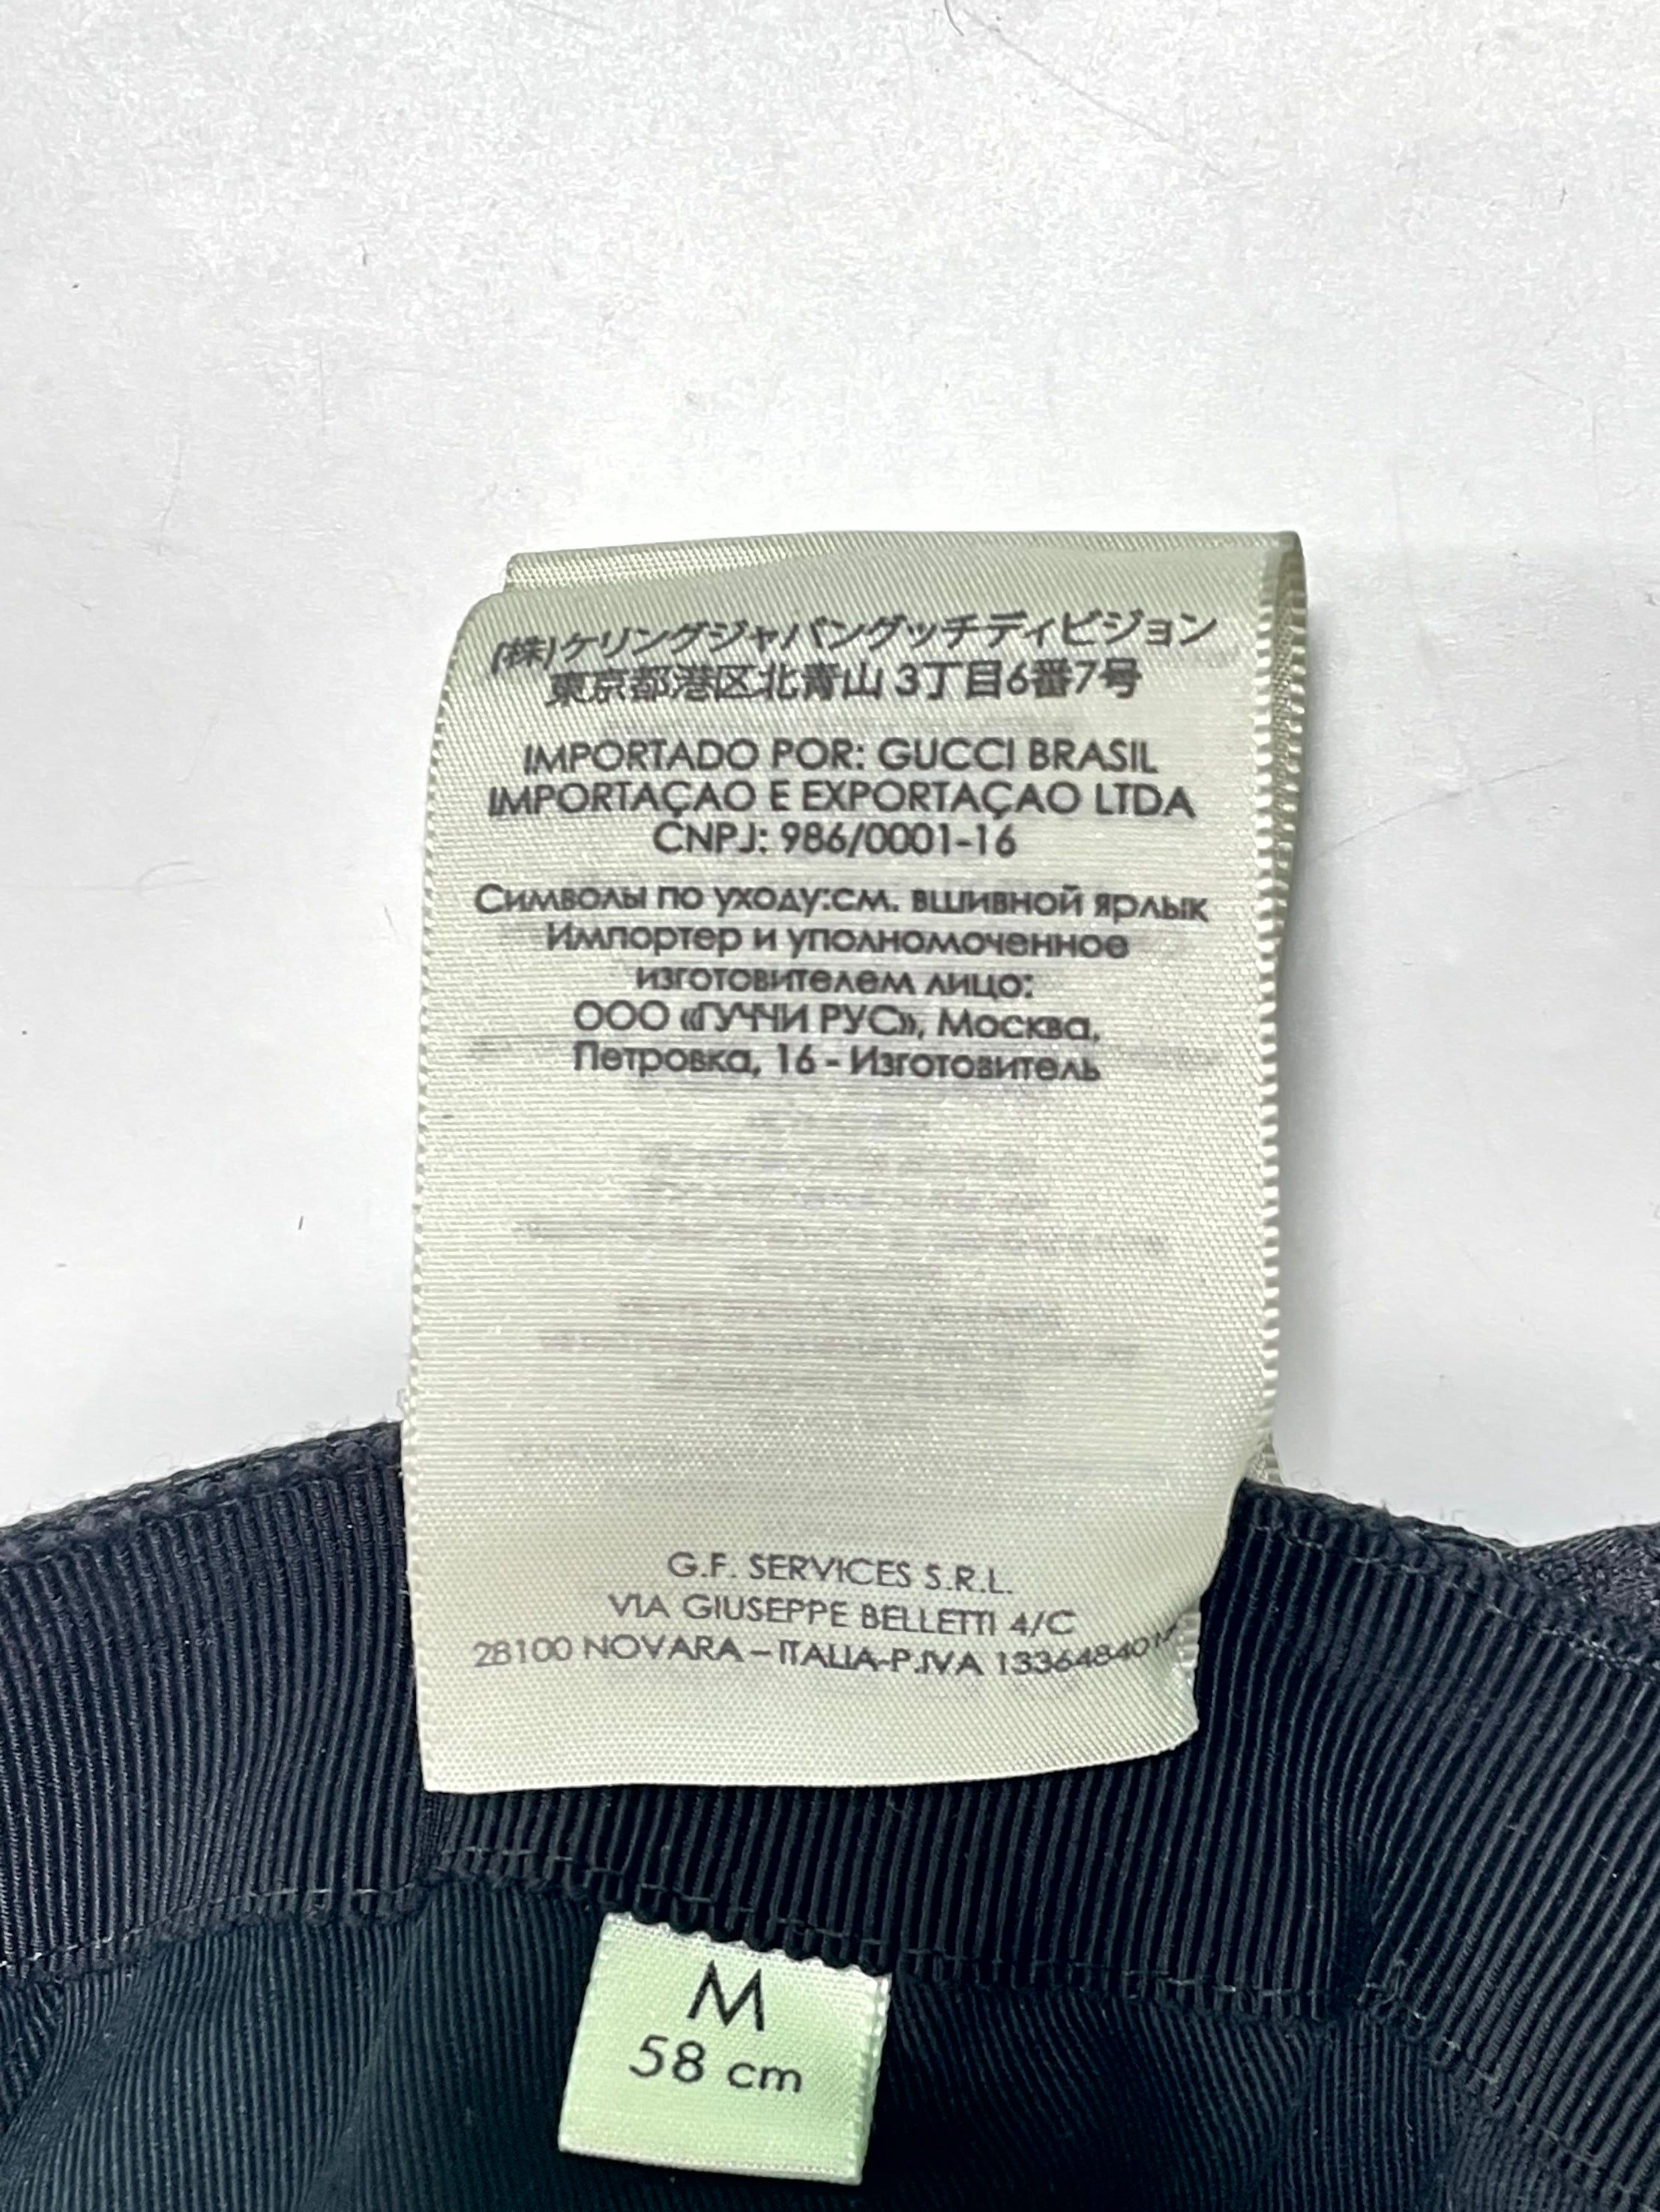 (株)ケリングジャパングッチディビジョン
東京都港区北青山 3丁目6番7号
IMPORTADO POR: GUCCI BRASIL
IMPORTAÇAO E EXPORTAÇAO LTDA
CNPJ: 986/0001-16
Символы по уходу:см. вшивной ярлык
Импортер и уполномоченное
изготовителем лицо:
ООО «ГУЧЧИ РУС», Москва,
Петровка, 16 - Изготовитель
G.F. SERVICES S.R.L.
VIA GIUSEPPE BELLETTI 4/C
28100 NOVARA – ITALIA-P.IVA
M
58 cm